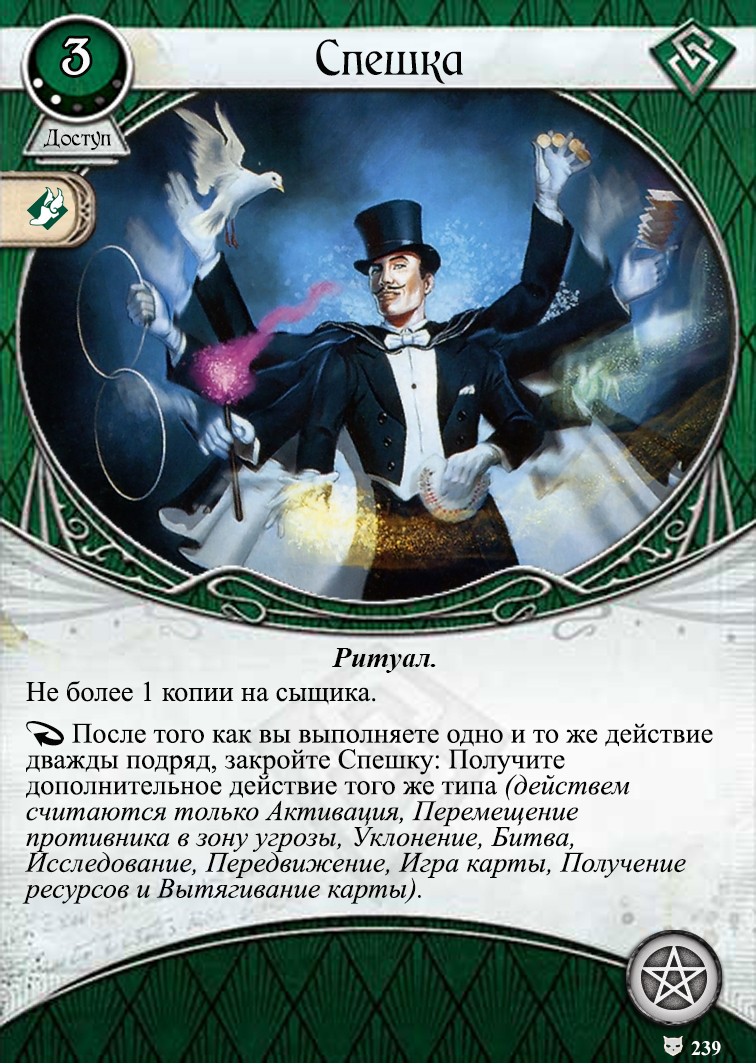 3
Спешка
Доступ
Ритуал.
Не более 1 копии на сыщика.
После того как вы выполняете одно и то же действие
дважды подряд, закройте Спешку: Получите
дополнительное действие того же типа (действем
считаются только Активация, Перемещение
противника в зону угрозы, Уклонение, Битва,
Исследование, Передвижение, Игра карты, Получение
ресурсов и Вытягивание карты).
239